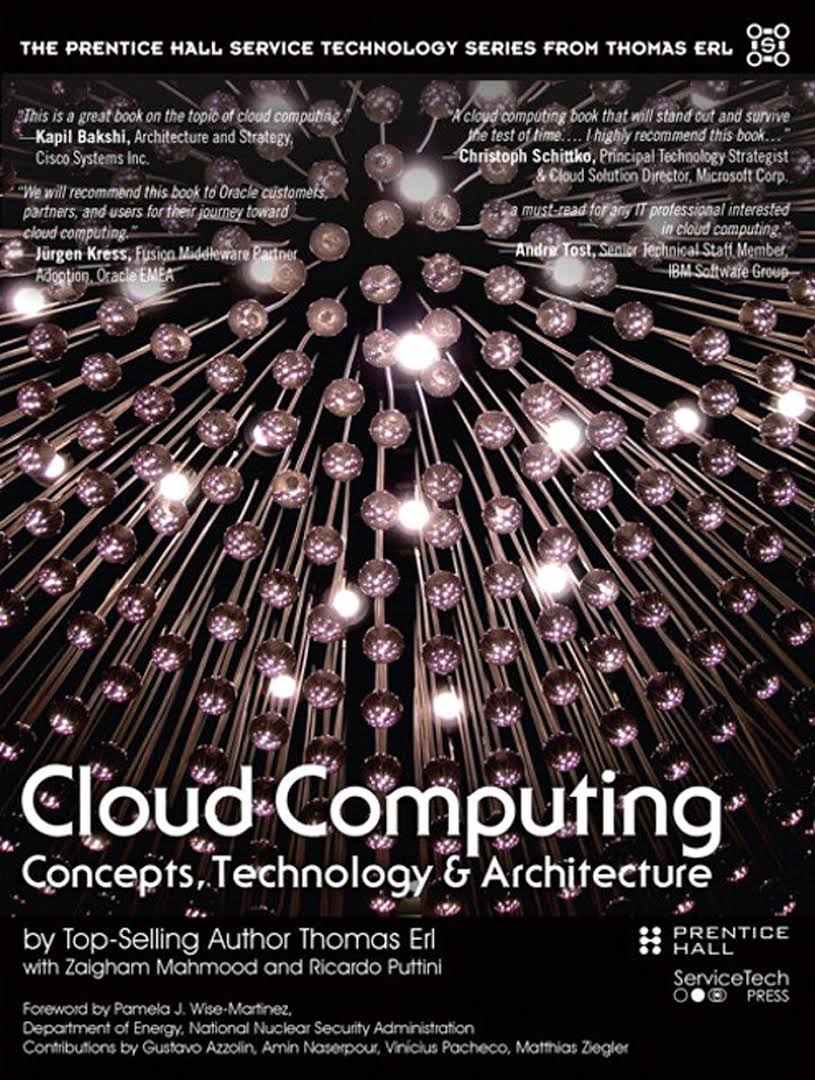 THE PRENTICE HALL SERVICE TECHNOLOGY SERIES FROM THOMAS ERL
S
"This is a great book on the topic of cloud computing."
—Kapil Bakshi, Architecture and Strategy,
Cisco Systems Inc.
"We will recommend this book to Oracle customers,
partners, and users for their journey toward
cloud computing."
—Jürgen Kress, Fusion Middleware Partner
Adoption, Oracle EMEA
"A cloud computing book that will stand out and survive
the test of time.... I highly recommend this book..."
—Christoph Schittko, Principal Technology Strategist
& Cloud Solution Director, Microsoft Corp.
"... a must-read for any IT professional interested
in cloud computing."
—Andre Tost, Senior Technical Staff Member,
IBM Software Group
Cloud Computing
Concepts, Technology & Architecture
by Top-Selling Author Thomas Erl
with Zaigham Mahmood and Ricardo Puttini
PRENTICE
HALL
ServiceTech
PRESS
Foreword by Pamela J. Wise-Martinez,
Department of Energy, National Nuclear Security Administration
Contributions by Gustavo Azzolin, Amin Naserpour, Vinícius Pacheco, Matthias Ziegler